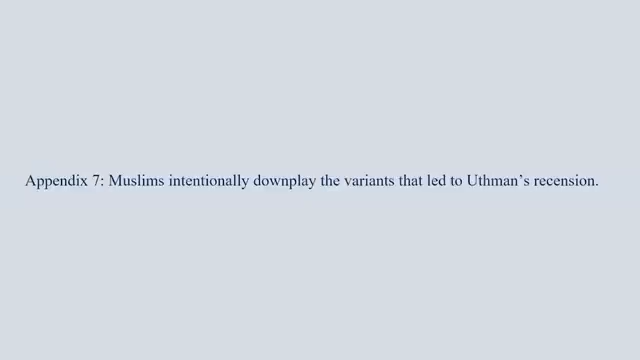 Appendix 7: Muslims intentionally downplay the variants that led to Uthman’s recension.